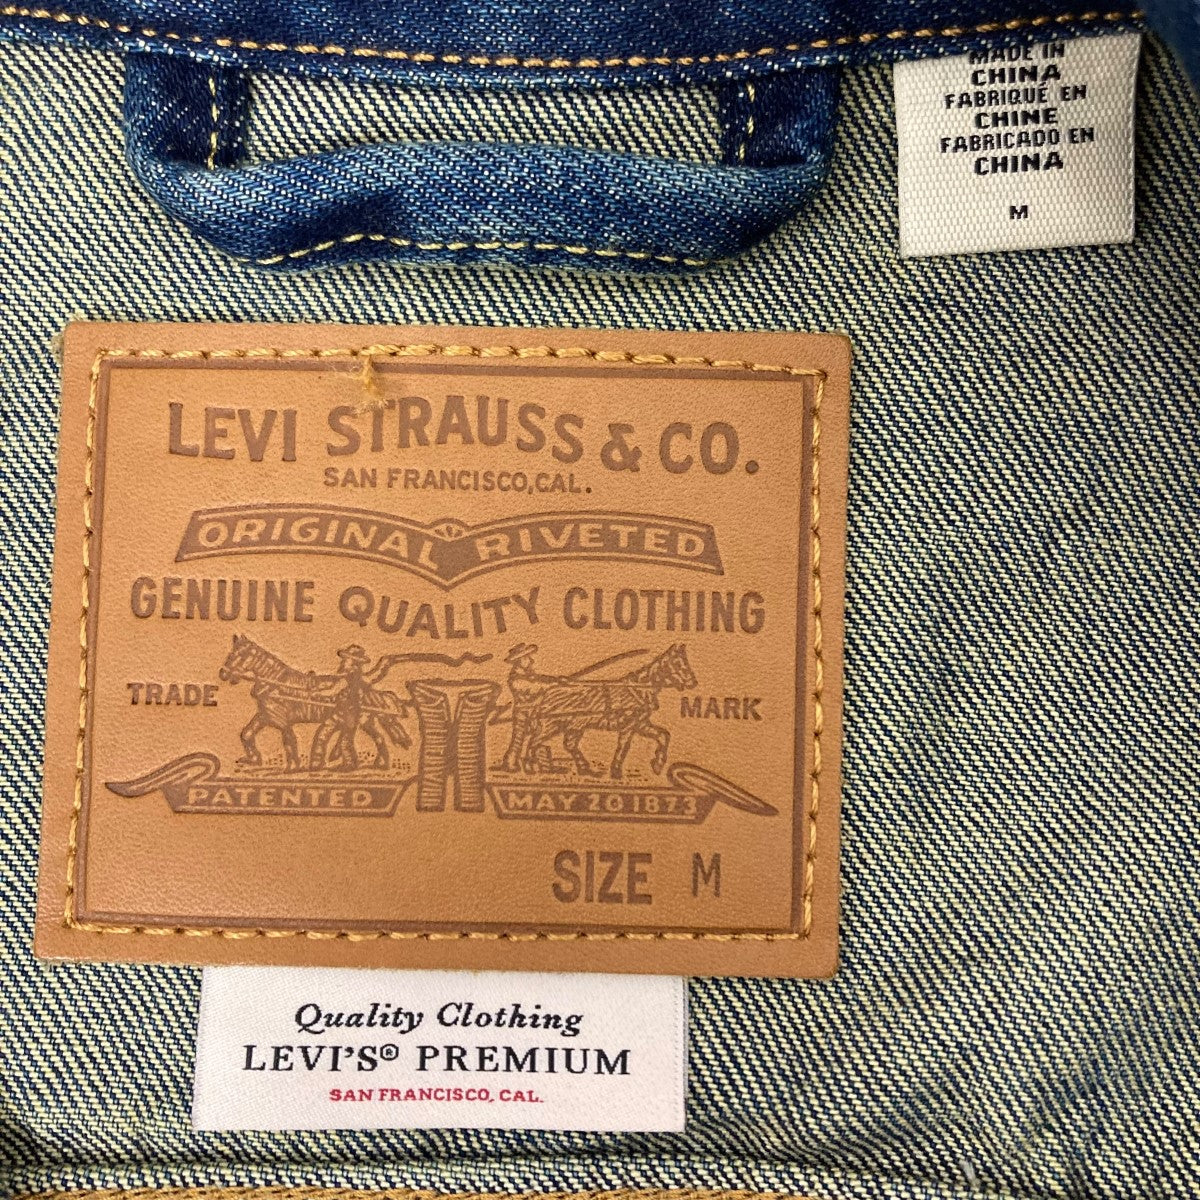 MADE IN
CHINA
FABRIQUÉ EN
CHINE
FABRICADO EN
CHINA
M
LEVI STRAUSS & CO.
SAN FRANCISCO, CAL.
ORIGINAL RIVETED
GENUINE QUALITY CLOTHING
TRADE MARK
PATENTED MAY 20 1873
SIZE M
Quality Clothing
LEVI'S® PREMIUM
SAN FRANCISCO, CAL.